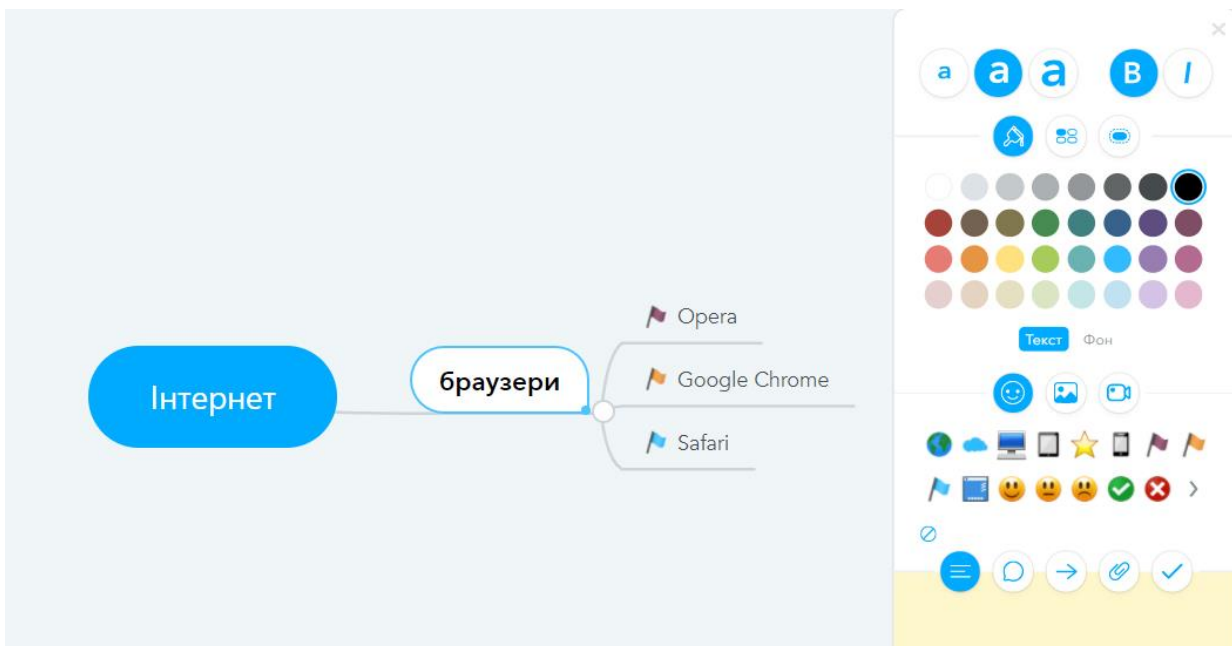 a a a B I
Opera
браузери
Google Chrome
Інтернет
Safari
Текст Фон